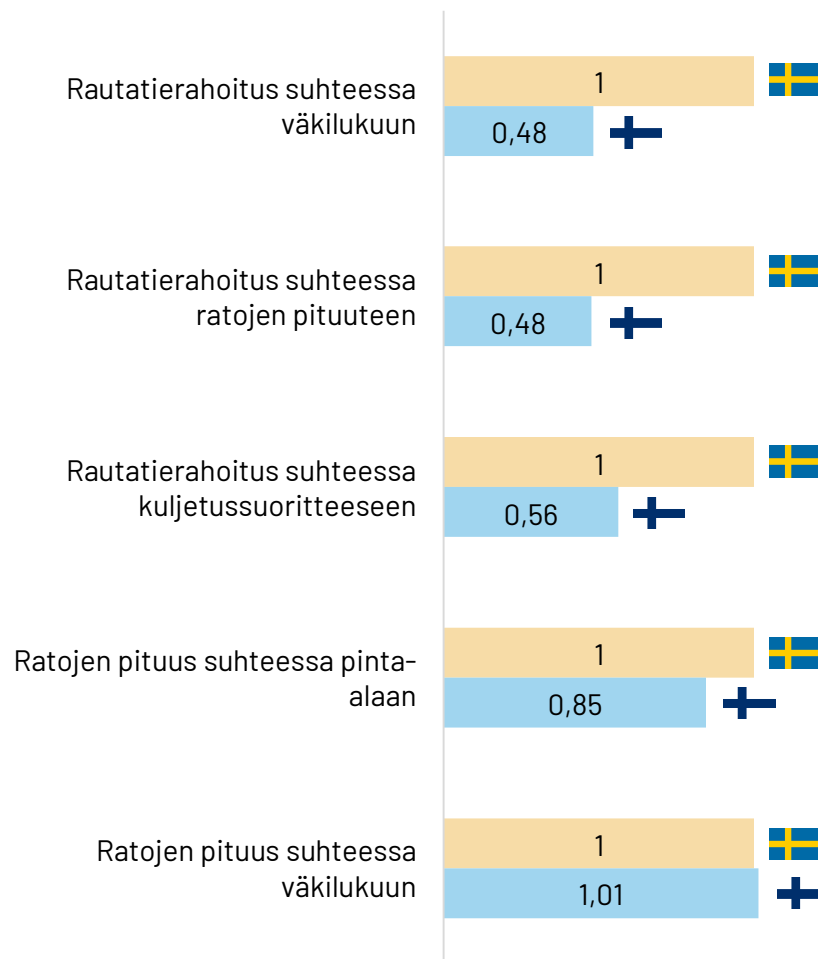 Rautatierahoitus suhteessa
väkilukuun
1
0,48
Rautatierahoitus suhteessa
ratojen pituuteen
1
0,48
Rautatierahoitus suhteessa
kuljetussuoritteeseen
1
0,56
Ratojen pituus suhteessa pinta-
alaan
1
0,85
Ratojen pituus suhteessa
väkilukuun
1
1,01